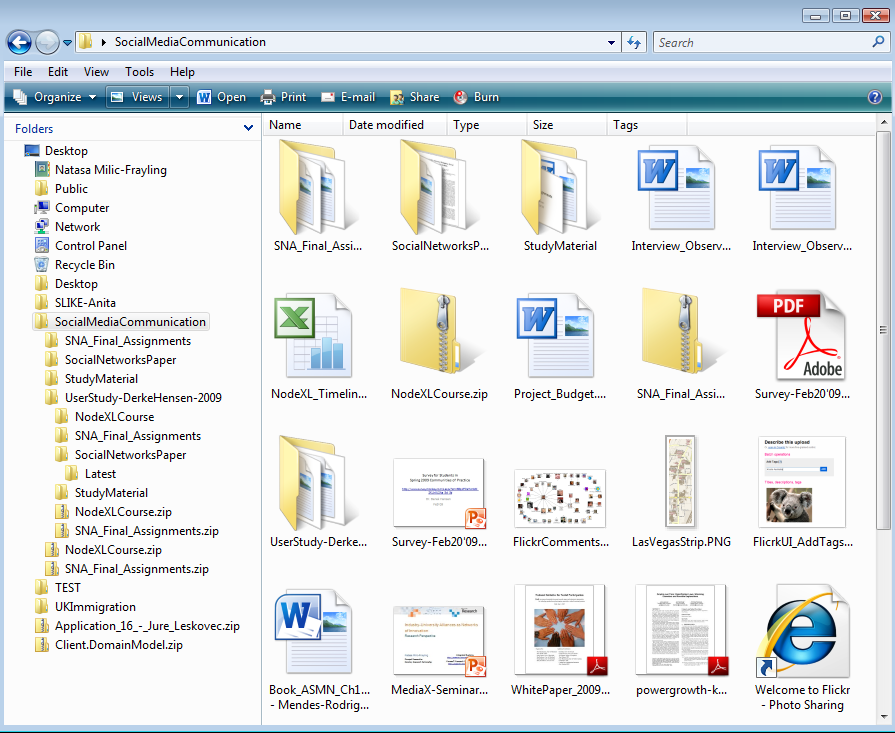 SocialMediaCommunication
Search
File Edit View Tools Help
Organize Views Open Print E-mail Share Burn
Folders
Name Date modified Type Size Tags
Desktop
Natasa Milic-Frayling
Public
Computer
Network
Control Panel
Recycle Bin
Desktop
SLIKE-Anita
SocialMediaCommunication
SNA_Final_Assignments
SocialNetworksPaper
StudyMaterial
UserStudy-DerkeHensen-2009
NodeXLCourse
SNA_Final_Assignments
SocialNetworksPaper
Latest
StudyMaterial
NodeXLCourse.zip
SNA_Final_Assignments.zip
NodeXLCourse.zip
SNA_Final_Assignments.zip
TEST
UKImmigration
Application_16_-_Jure_Leskovec.zip
Client.DomainModel.zip
SNA_Final_Assi... SocialNetworksP... StudyMaterial Interview_Observ... Interview_Observ...
PDF
Adobe
NodeXL_Timelin... NodeXLCourse.zip Project_Budget.... SNA_Final_Assi... Survey-Feb20'09...
Survey for Students in
Spring 2009 Communities of Practice
Describe this upload
UserStudy-Derke... Survey-Feb20'09... FlickrComments... LasVegasStrip.PNG FlicrkUI_AddTags...
Book_ASMN_Ch1... MediaX-Seminar... WhitePaper_2009... powergrowth-k... Welcome to Flickr
- Mendes-Rodrig... - Photo Sharing